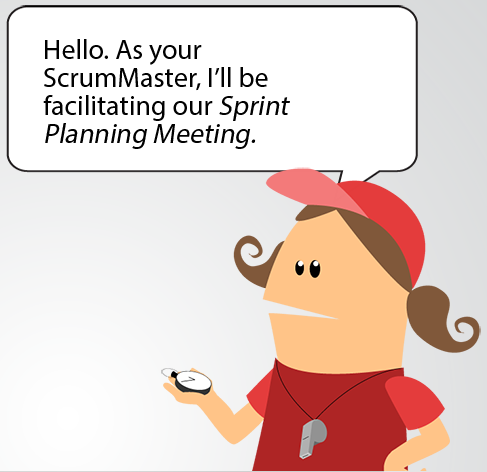 Hello. As your
ScrumMaster, I’ll be
facilitating our Sprint
Planning Meeting.